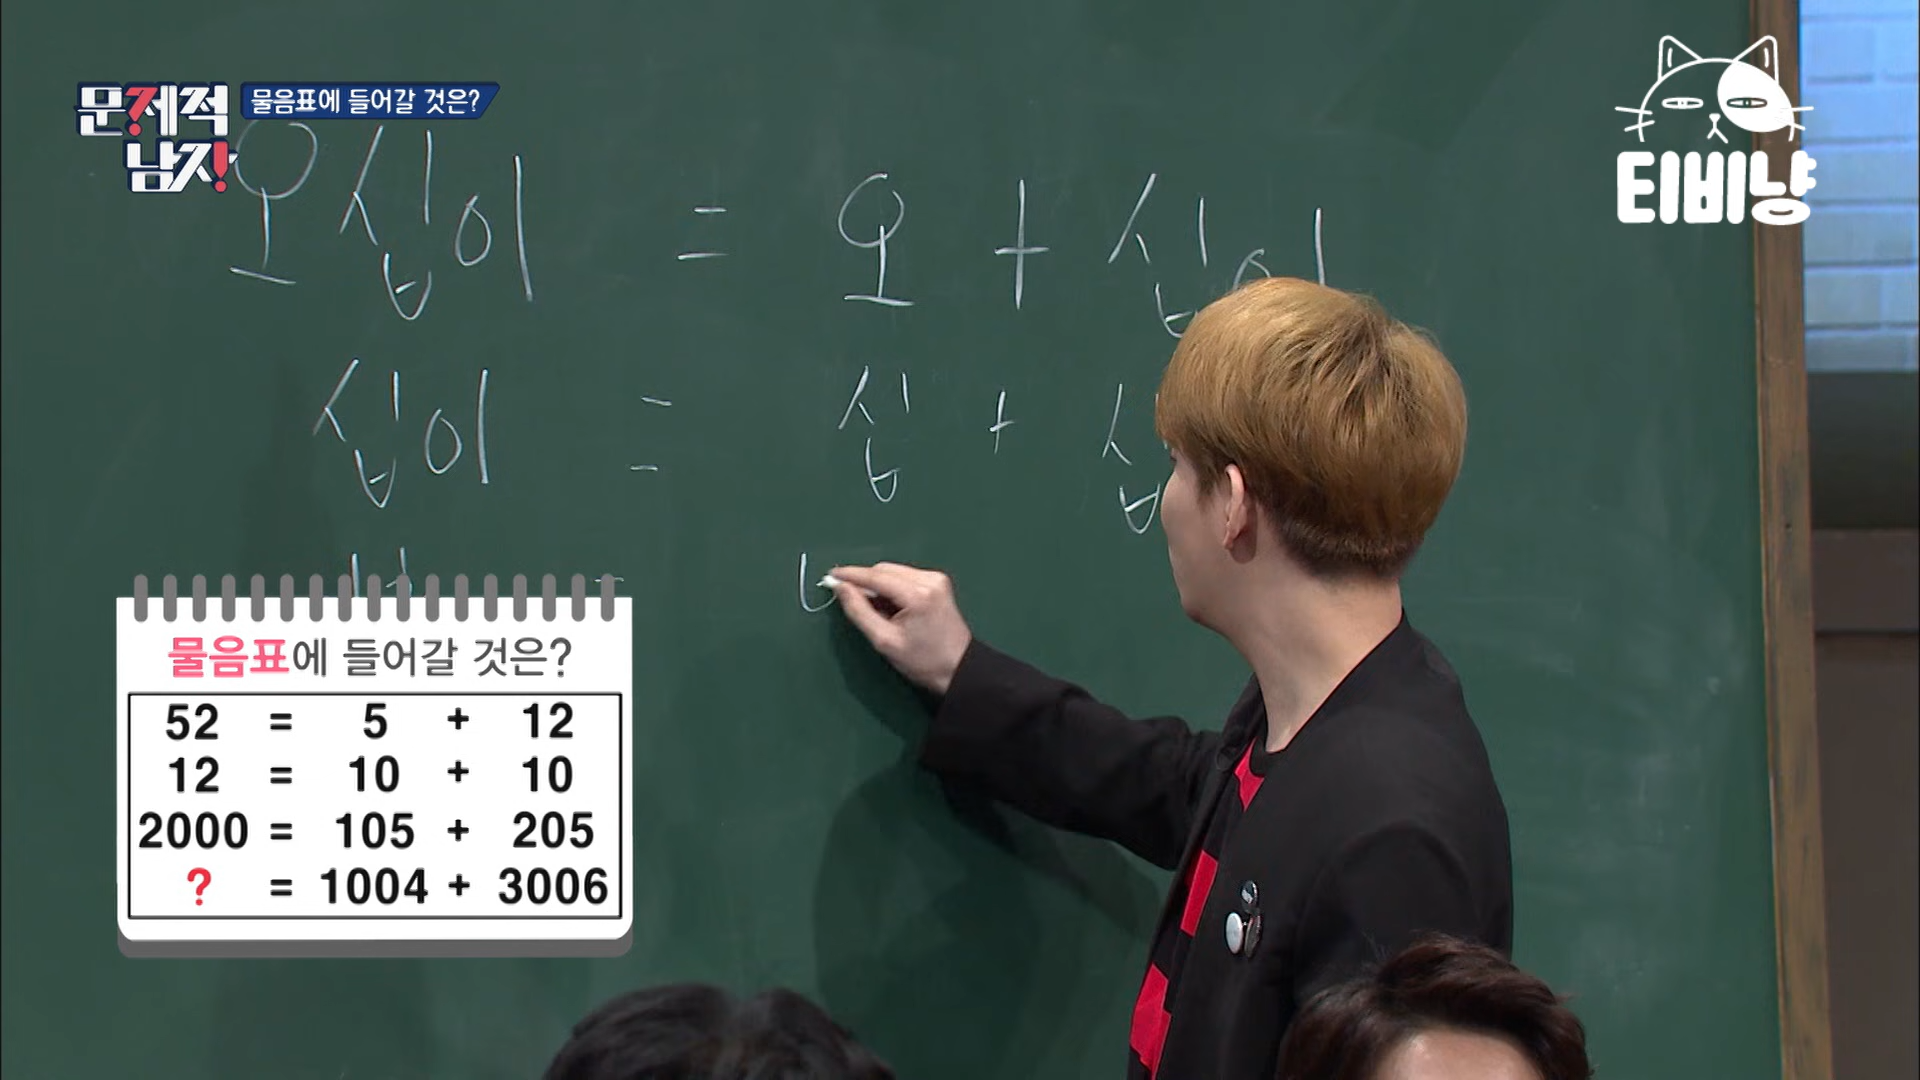 문제적
남자
물음표에 들어갈 것은?
티비냥
오십이 = 오 + 십이
십이 = 십 + 십
물음표에 들어갈 것은?
52 = 5 + 12
12 = 10 + 10
2000 = 105 + 205
? = 1004 + 3006